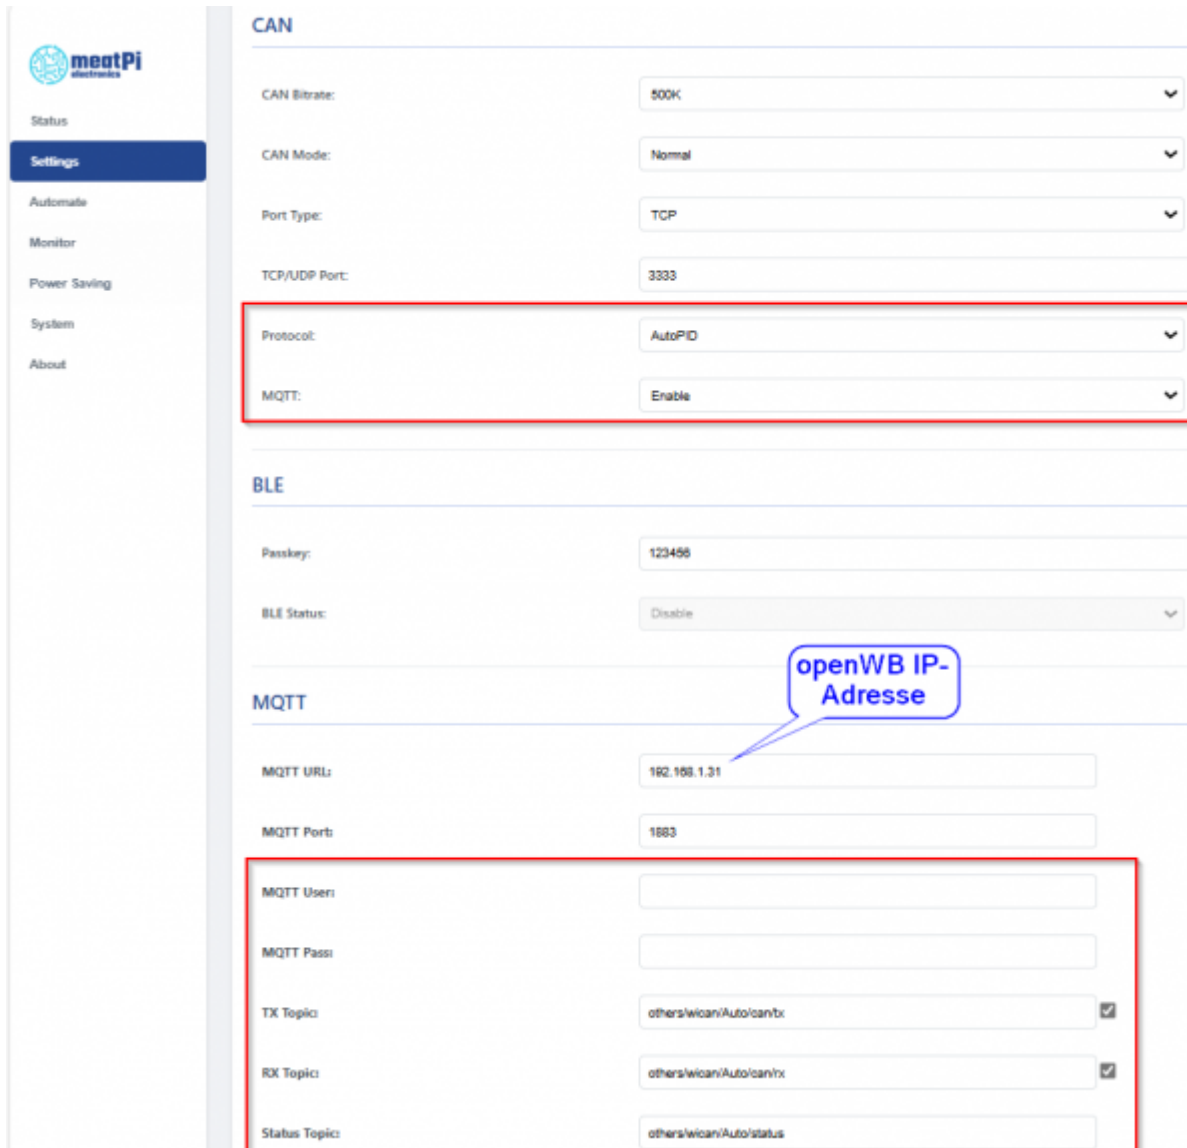 CAN
meatPi
electronics
CAN Bitrate: 500K
Status
CAN Mode: Normal
Settings
Automate
Port Type: TCP
Monitor
TCP/UDP Port: 3333
Power Saving
System
Protocol: AutoPID
About
MQTT: Enable
BLE
Passkey: 123456
BLE Status: Disable
openWB IP-
Adresse
MQTT
MQTT URL: 192.168.1.31
MQTT Port: 1883
MQTT User:
MQTT Pass:
TX Topic: others/wican/Auto/can/tx
RX Topic: others/wican/Auto/can/rx
Status Topic: others/wican/Auto/status